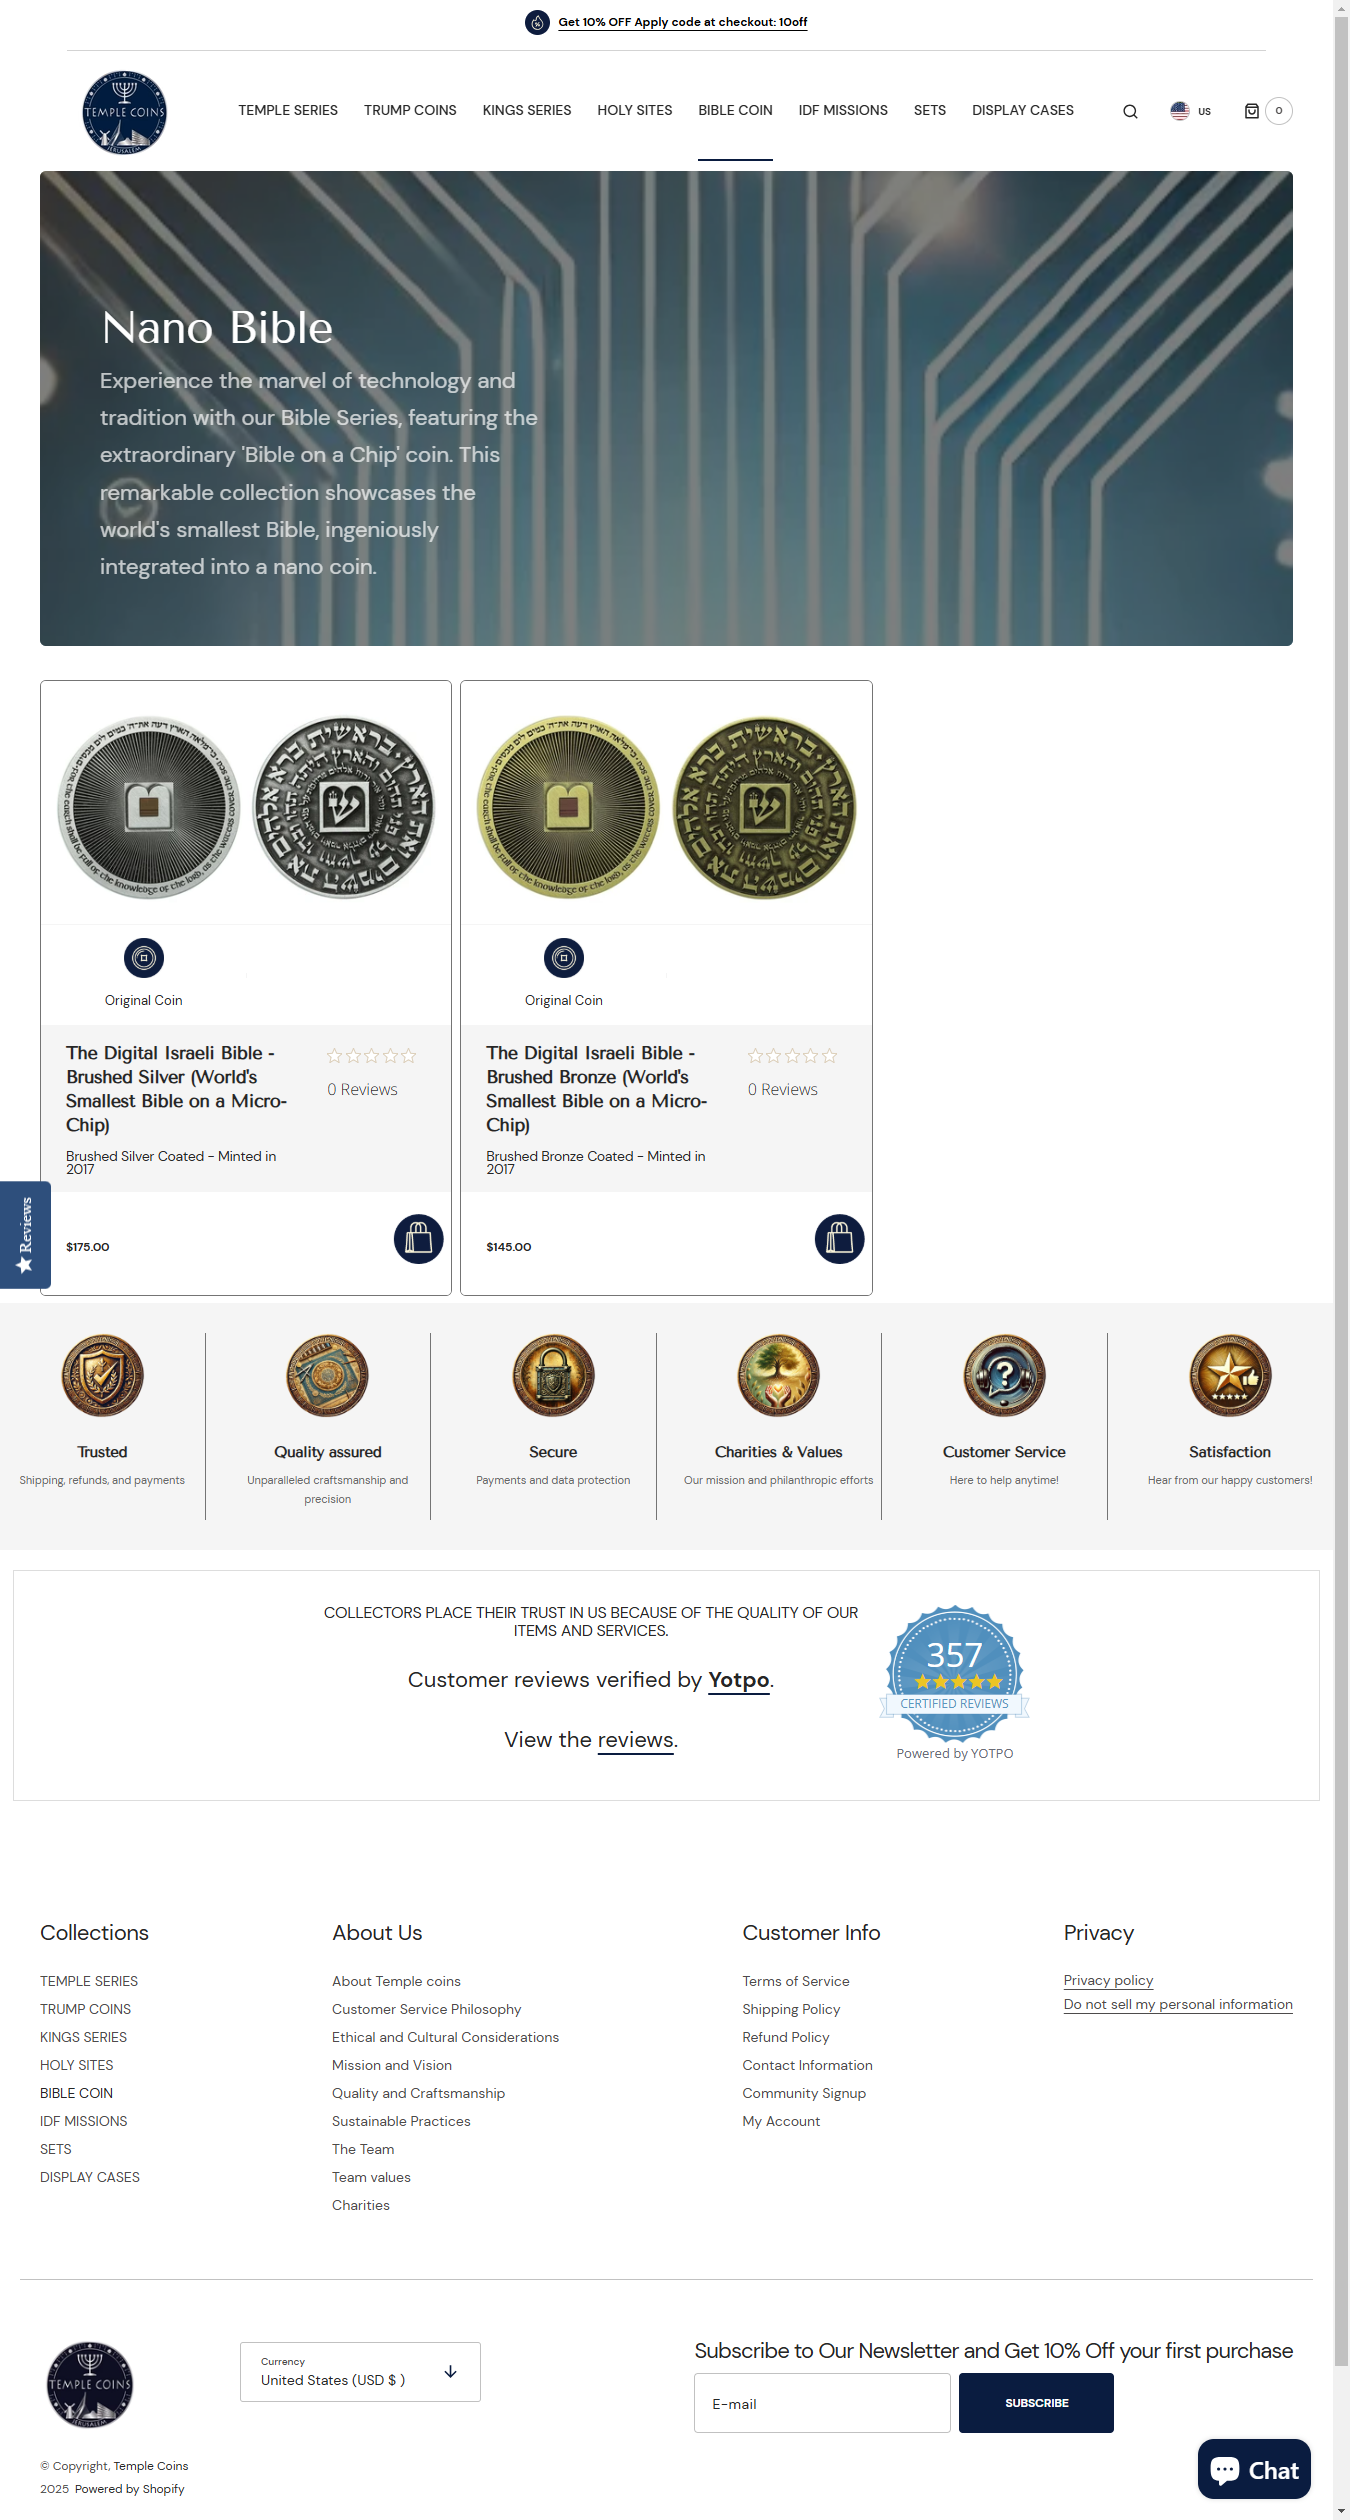 Get 10% OFF Apply code at checkout: 10off
TEMPLE COINS
JERUSALEM
TEMPLE SERIES
TRUMP COINS
KINGS SERIES
HOLY SITES
BIBLE COIN
IDF MISSIONS
SETS
DISPLAY CASES
US
0
Nano Bible
Experience the marvel of technology and
tradition with our Bible Series, featuring the
extraordinary 'Bible on a Chip' coin. This
remarkable collection showcases the
world's smallest Bible, ingeniously
integrated into a nano coin.
Original Coin
The Digital Israeli Bible -
Brushed Silver (World's
Smallest Bible on a Micro-
Chip)
0 Reviews
Brushed Silver Coated - Minted in
2017
$175.00
Original Coin
The Digital Israeli Bible -
Brushed Bronze (World's
Smallest Bible on a Micro-
Chip)
0 Reviews
Brushed Bronze Coated - Minted in
2017
$145.00
★ Reviews
Trusted
Shipping, refunds, and payments
Quality assured
Unparalleled craftsmanship and
precision
Secure
Payments and data protection
Charities & Values
Our mission and philanthropic efforts
Customer Service
Here to help anytime!
Satisfaction
Hear from our happy customers!
COLLECTORS PLACE THEIR TRUST IN US BECAUSE OF THE QUALITY OF OUR
ITEMS AND SERVICES.
Customer reviews verified by Yotpo.
View the reviews.
357
CERTIFIED REVIEWS
Powered by YOTPO
Collections
TEMPLE SERIES
TRUMP COINS
KINGS SERIES
HOLY SITES
BIBLE COIN
IDF MISSIONS
SETS
DISPLAY CASES
About Us
About Temple coins
Customer Service Philosophy
Ethical and Cultural Considerations
Mission and Vision
Quality and Craftsmanship
Sustainable Practices
The Team
Team values
Charities
Customer Info
Terms of Service
Shipping Policy
Refund Policy
Contact Information
Community Signup
My Account
Privacy
Privacy policy
Do not sell my personal information
TEMPLE COINS
JERUSALEM
Currency
United States (USD $ )
Subscribe to Our Newsletter and Get 10% Off your first purchase
E-mail
SUBSCRIBE
© Copyright, Temple Coins
2025 Powered by Shopify
Chat